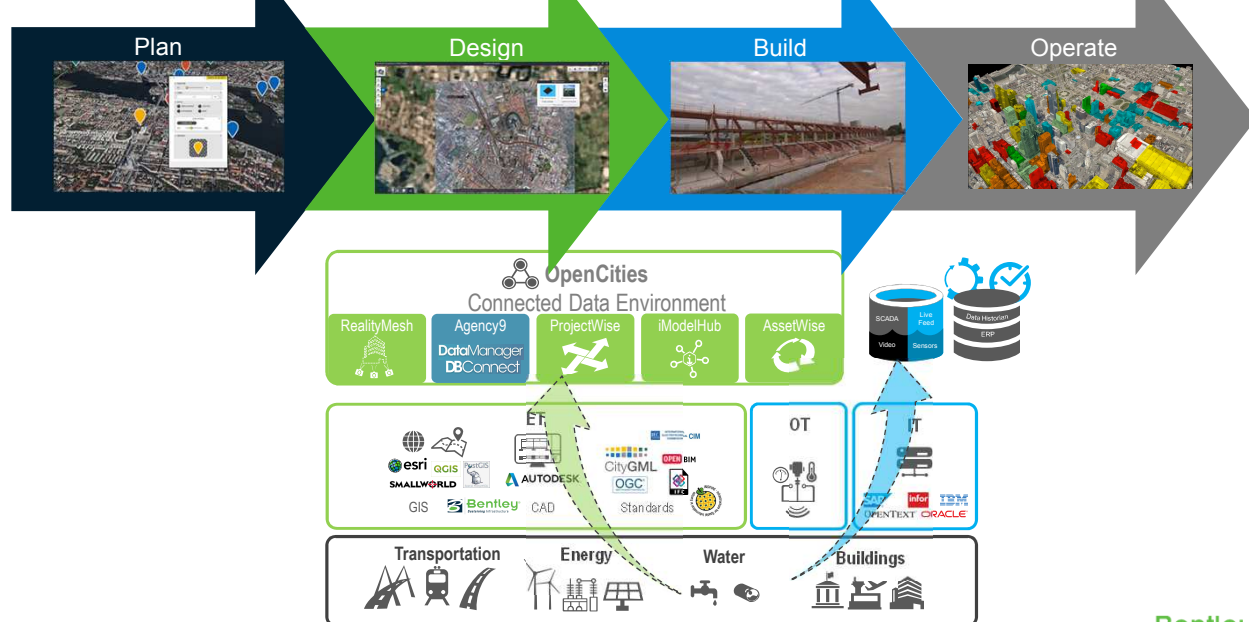 Plan
Design
Build
Operate
OpenCities
Connected Data Environment
RealityMesh
Agency9
DataManager
DBConnect
ProjectWise
iModelHub
AssetWise
SCADA
Live
Feed
Video
Sensors
Data Historian
ERP
ET
OT
IT
esri
QGIS
PostGIS
SMALLWORLD
GIS
Bentley
CAD
AUTODESK
CIM
CityGML
OPEN BIM
OGC
IFC
Standards
SAP
infor
IBM
OPENTEXT
ORACLE
Transportation
Energy
Water
Buildings